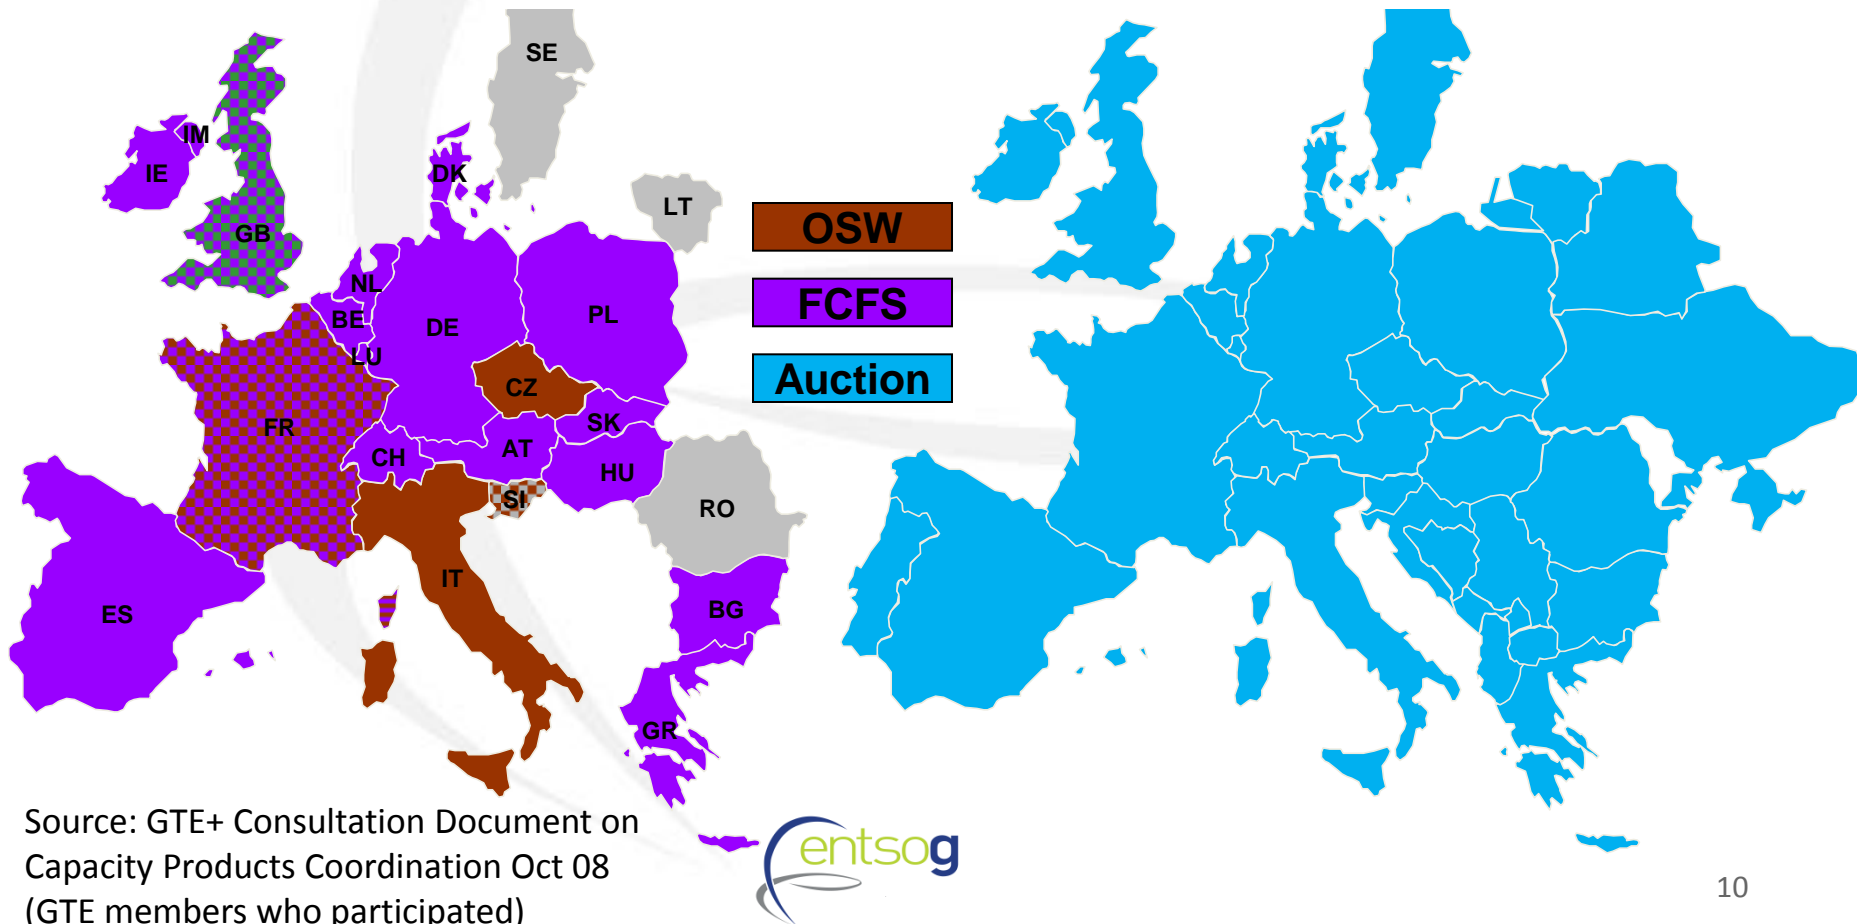 SE
IM
IE
DK
LT
GB
NL
BE
LU
DE
PL
CZ
FR
SK
CH
AT
HU
SI
RO
IT
ES
BG
GR
OSW
FCFS
Auction
Source: GTE+ Consultation Document on
Capacity Products Coordination Oct 08
(GTE members who participated)
entsog
10